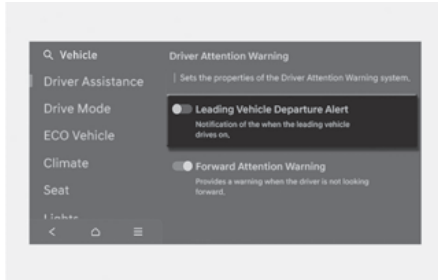 Vehicle
Driver Assistance
Drive Mode
ECO Vehicle
Climate
Seat
Lights
Driver Attention Warning
Sets the properties of the Driver Attention Warning system.
Leading Vehicle Departure Alert
Notification of the when the leading vehicle
drives on.
Forward Attention Warning
Provides a warning when the driver is not looking
forward.